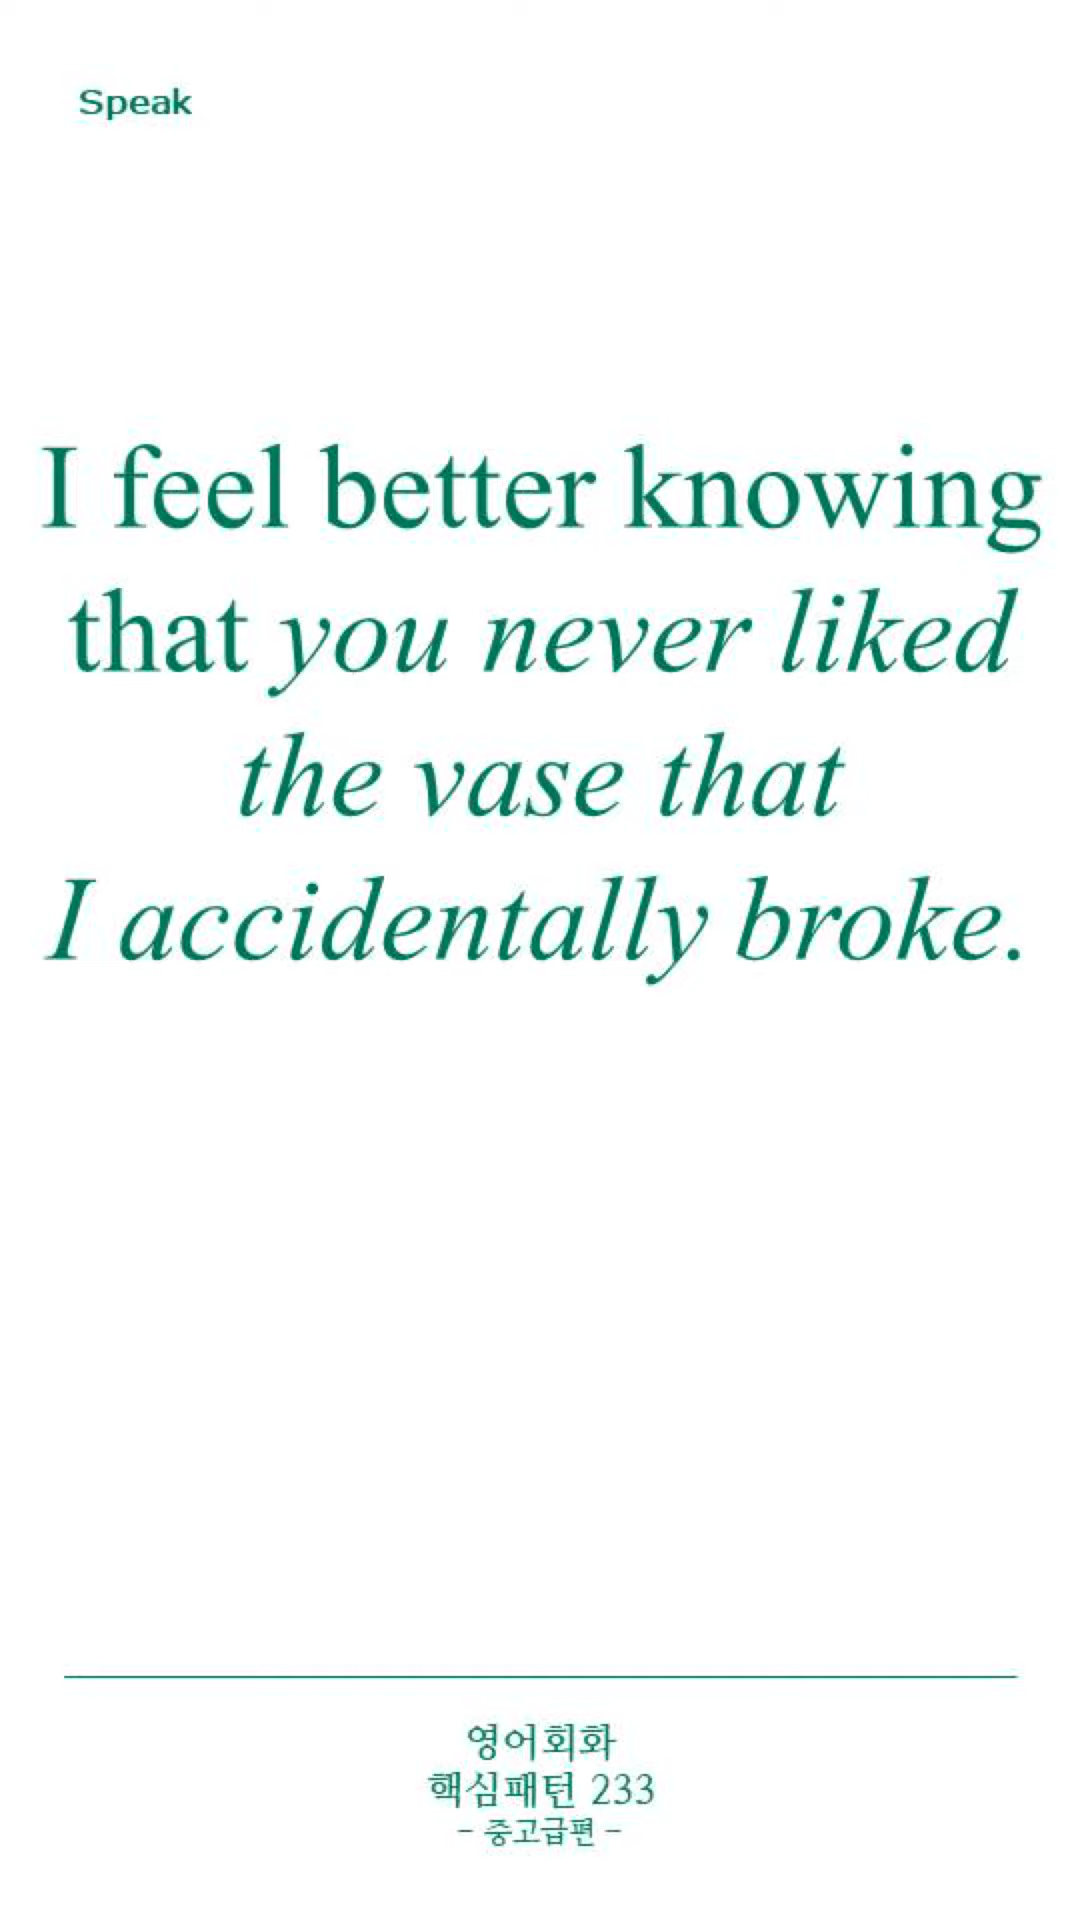 Speak
I feel better knowing
that you never liked
the vase that
I accidentally broke.
영어회화
핵심패턴 233
- 중고급편 -